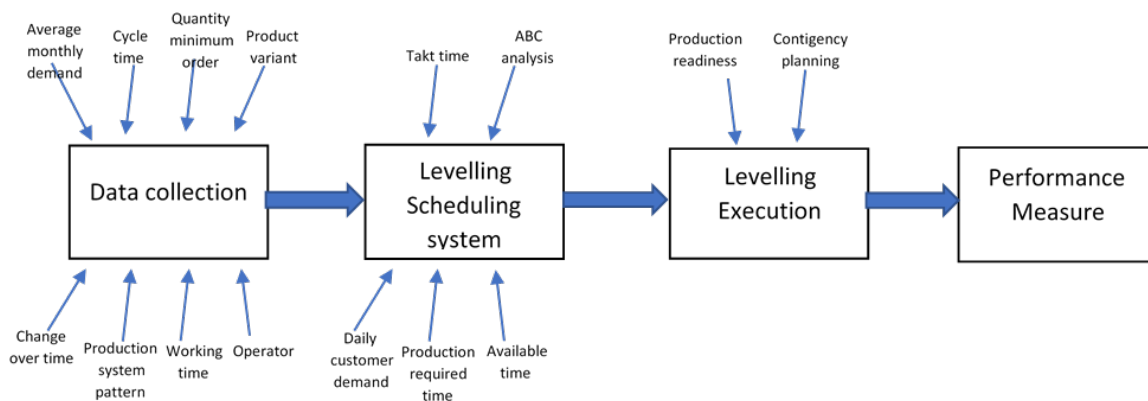 Average
monthly
demand
Cycle
time
Quantity
minimum
order
Product
variant
Takt time
ABC
analysis
Production
readiness
Contigency
planning
Data collection
Levelling
Scheduling
system
Levelling
Execution
Performance
Measure
Change
over time
Production
system
pattern
Working
time
Operator
Daily
customer
demand
Production
required
time
Available
time